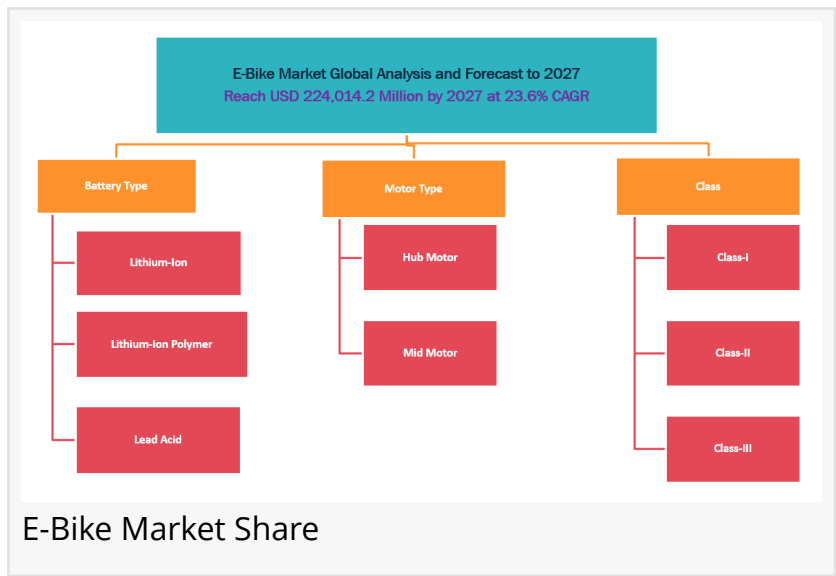 E-Bike Market Global Analysis and Forecast to 2027
Reach USD 224,014.2 Million by 2027 at 23.6% CAGR
Battery Type
Lithium-Ion
Lithium-Ion Polymer
Lead Acid
Motor Type
Hub Motor
Mid Motor
Class
Class-I
Class-II
Class-III
E-Bike Market Share